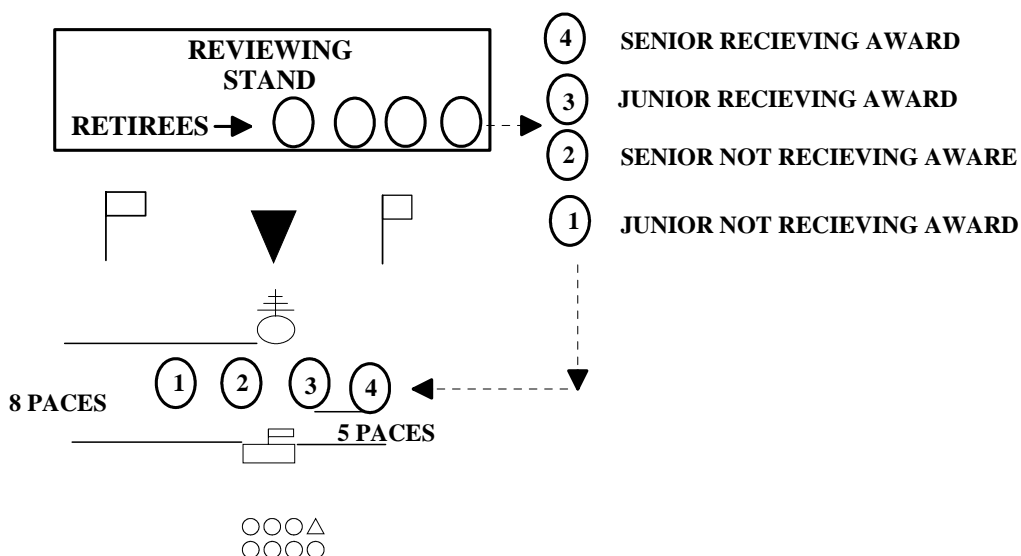 REVIEWING
STAND
RETIREES
4 SENIOR RECIEVING AWARD
3 JUNIOR RECIEVING AWARD
2 SENIOR NOT RECIEVING AWARE
1 JUNIOR NOT RECIEVING AWARD
1 2 3 4
8 PACES
5 PACES